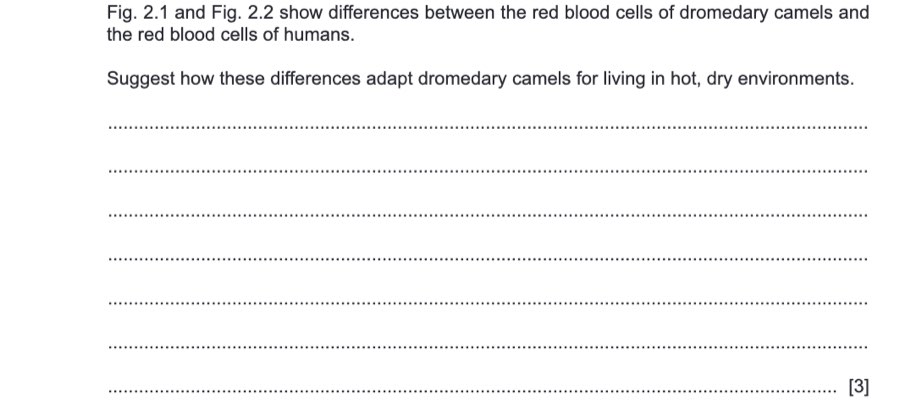 Fig. 2.1 and Fig. 2.2 show differences between the red blood cells of dromedary camels and
the red blood cells of humans.
Suggest how these differences adapt dromedary camels for living in hot, dry environments.
[3]